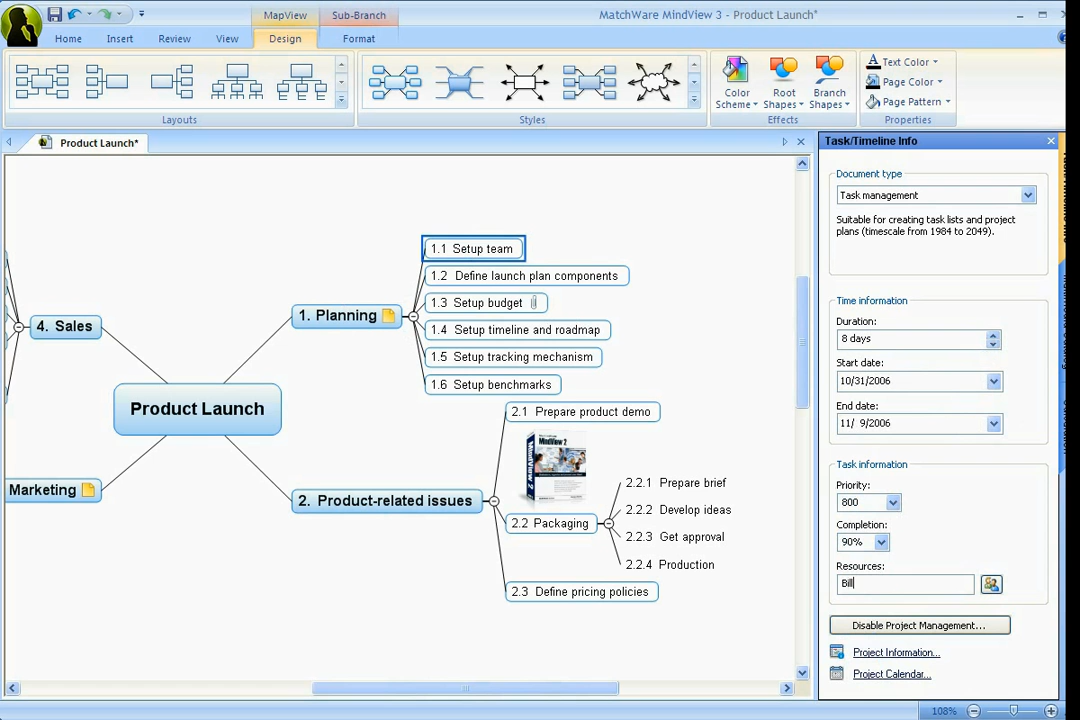 MatchWare MindView 3 - Product Launch*
MapView
Sub-Branch
Home
Insert
Review
View
Design
Format
Color Scheme
Root Shapes
Branch Shapes
Text Color
Page Color
Page Pattern
Layouts
Styles
Effects
Properties
Product Launch*
Task/Timeline Info
Document type
Task management
Suitable for creating task lists and project
plans (timescale from 1984 to 2049).
Time information
Duration:
8 days
Start date:
10/31/2006
End date:
11/ 9/2006
Task information
Priority:
800
Completion:
90%
Resources:
Bill
Disable Project Management...
Project Information...
Project Calendar...
Product Launch
1. Planning
1.1 Setup team
1.2 Define launch plan components
1.3 Setup budget
1.4 Setup timeline and roadmap
1.5 Setup tracking mechanism
1.6 Setup benchmarks
2. Product-related issues
2.1 Prepare product demo
MindView 2
2.2 Packaging
2.2.1 Prepare brief
2.2.2 Develop ideas
2.2.3 Get approval
2.2.4 Production
2.3 Define pricing policies
4. Sales
Marketing
108%